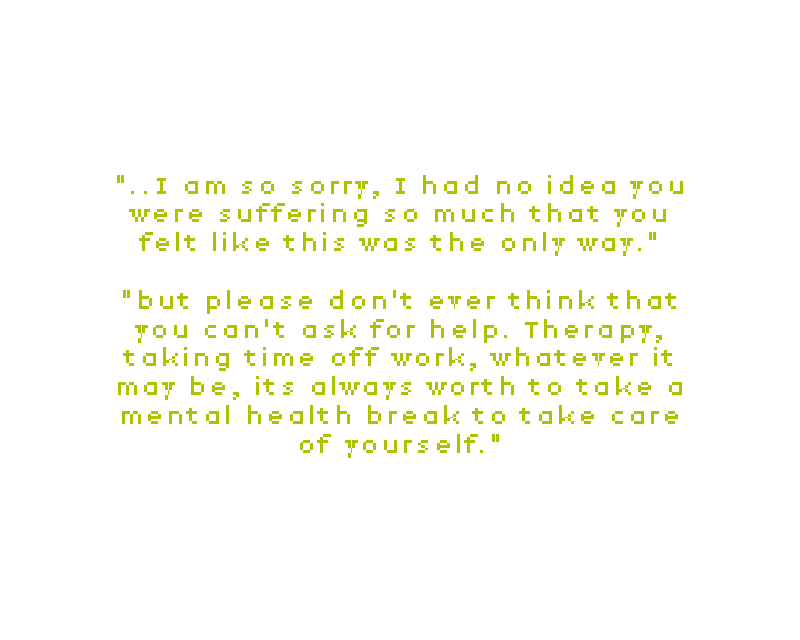 "..I am so sorry, I had no idea you
were suffering so much that you
felt like this was the only way."
"but please don't ever think that
you can't ask for help. Therapy,
taking time off work, whatever it
may be, its always worth to take a
mental health break to take care
of yourself."